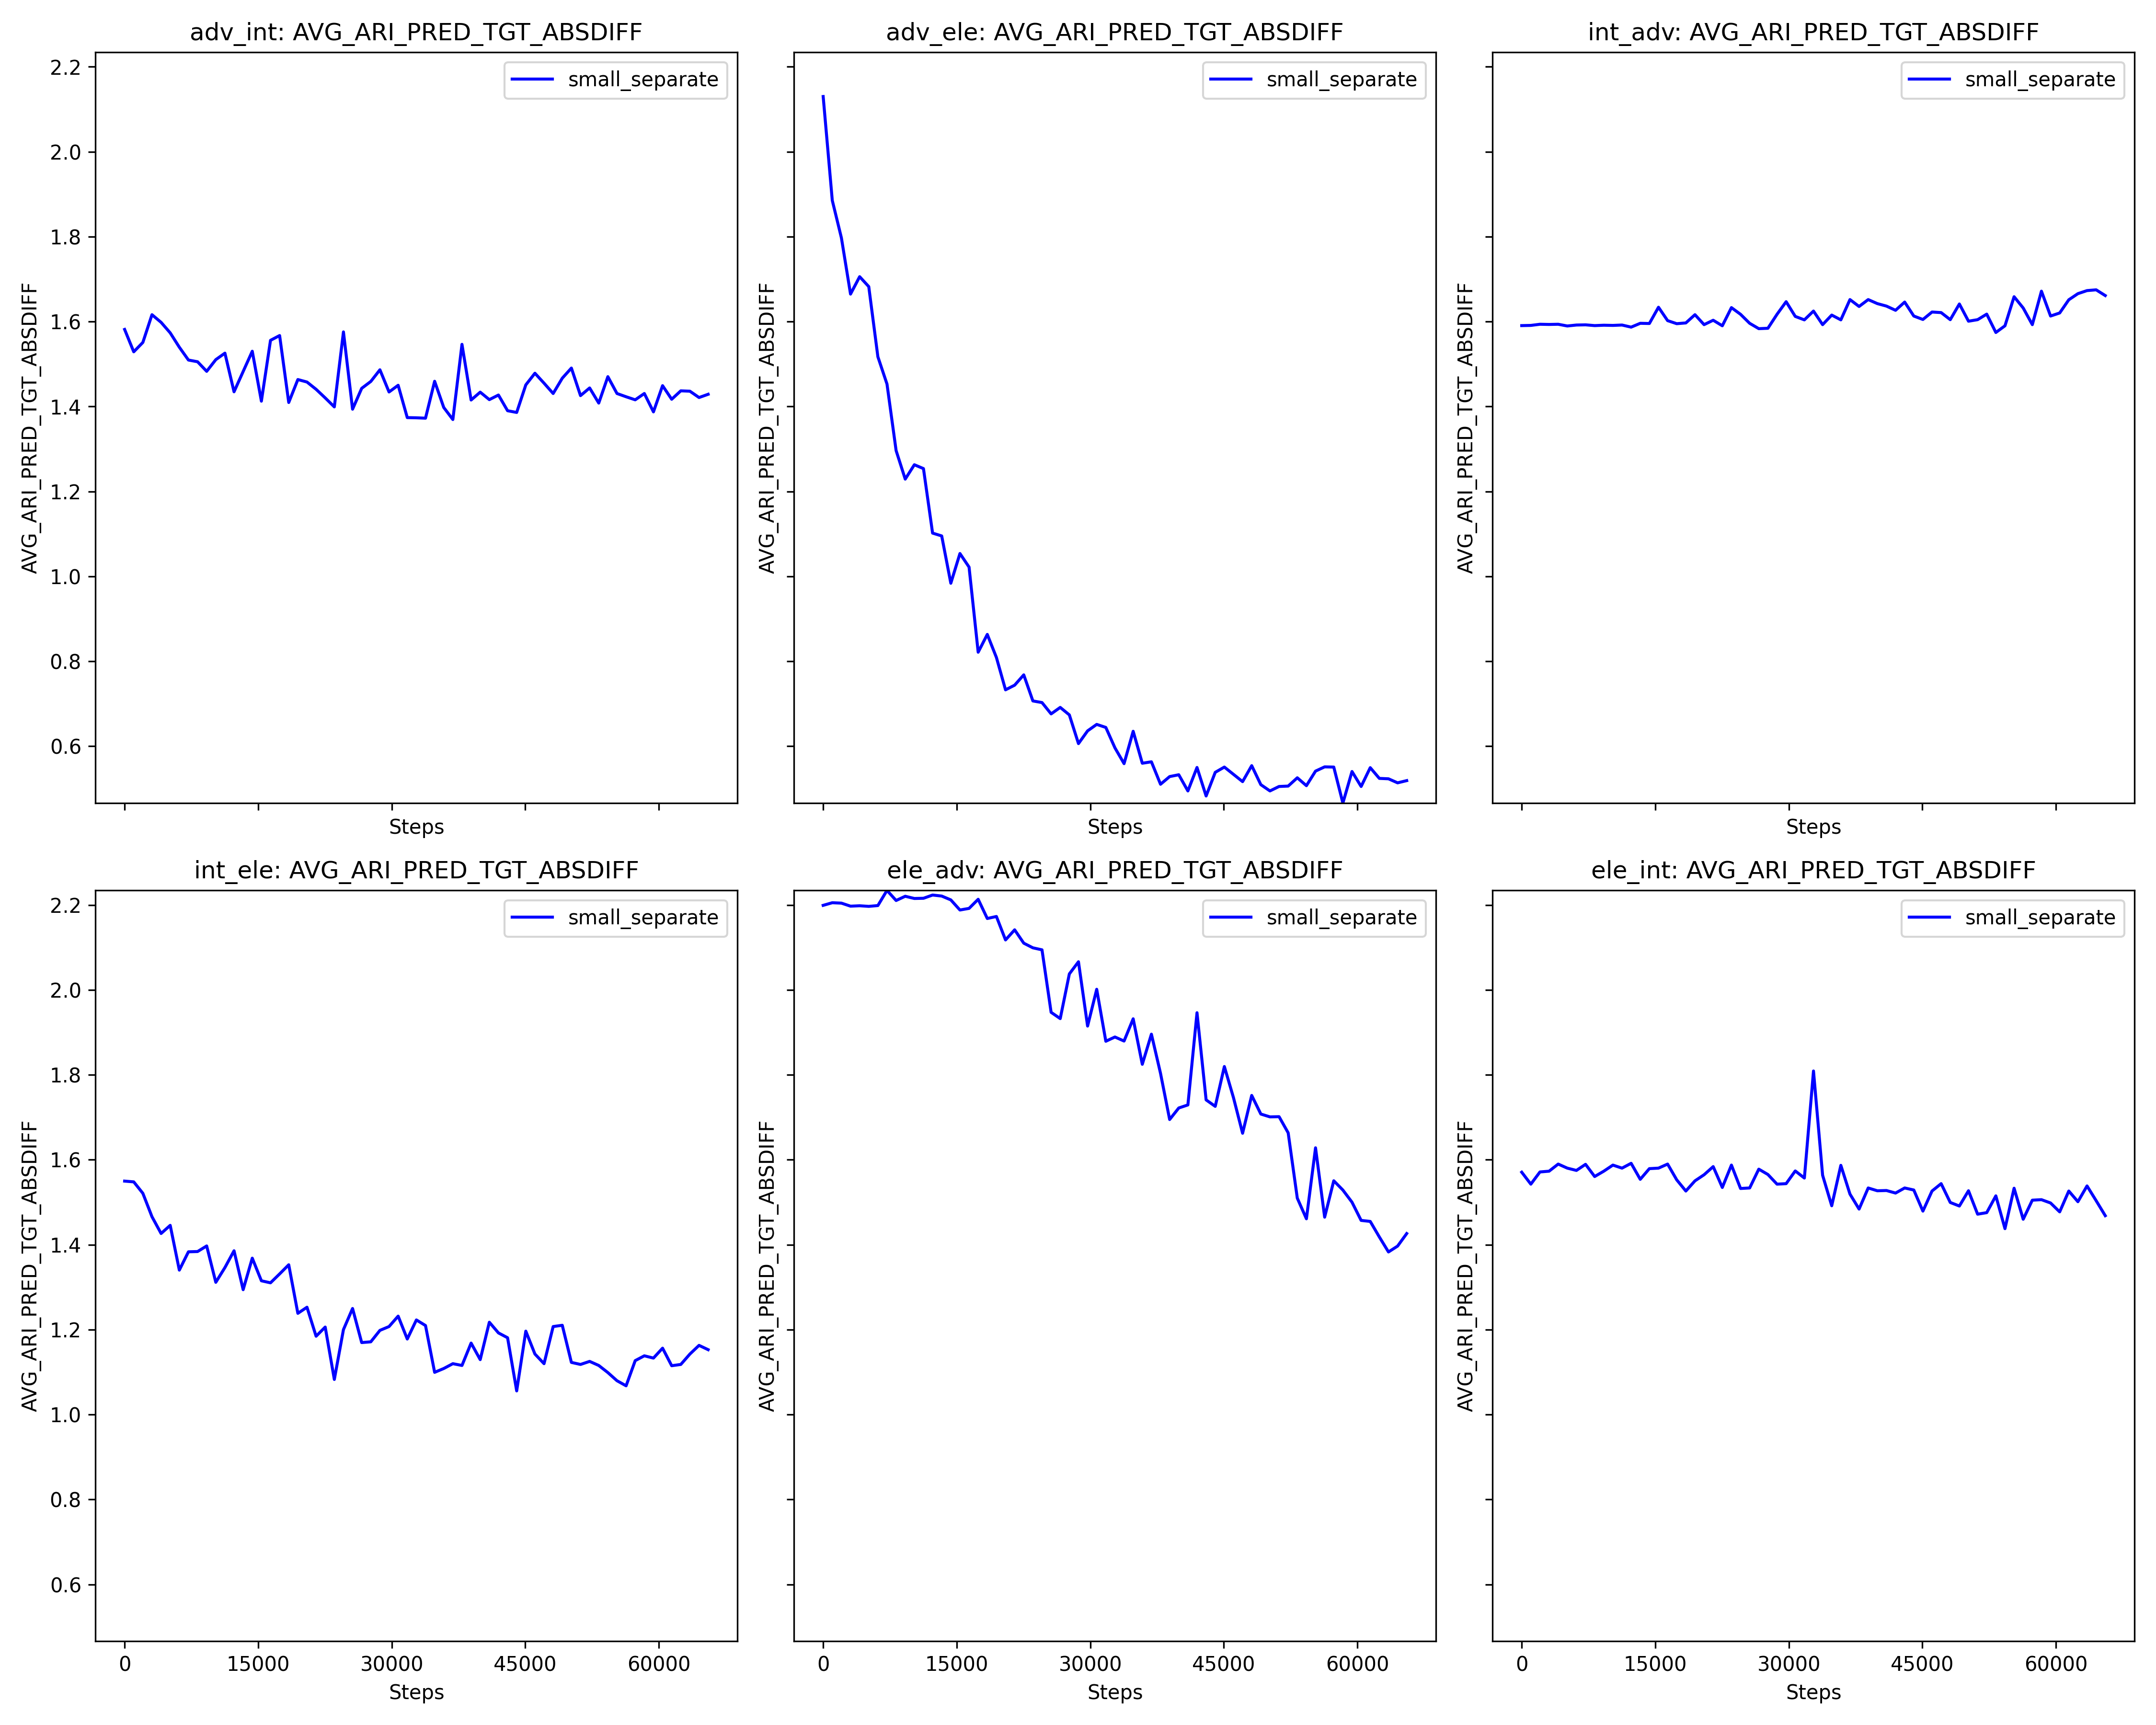 adv_int: AVG_ARI_PRED_TGT_ABSDIFF
adv_ele: AVG_ARI_PRED_TGT_ABSDIFF
int_adv: AVG_ARI_PRED_TGT_ABSDIFF
small_separate
small_separate
small_separate
2.2
2.0
1.8
1.6
1.4
1.2
1.0
0.8
0.6
AVG_ARI_PRED_TGT_ABSDIFF
AVG_ARI_PRED_TGT_ABSDIFF
AVG_ARI_PRED_TGT_ABSDIFF
Steps
Steps
Steps
int_ele: AVG_ARI_PRED_TGT_ABSDIFF
ele_adv: AVG_ARI_PRED_TGT_ABSDIFF
ele_int: AVG_ARI_PRED_TGT_ABSDIFF
small_separate
small_separate
small_separate
2.2
2.0
1.8
1.6
1.4
1.2
1.0
0.8
0.6
AVG_ARI_PRED_TGT_ABSDIFF
AVG_ARI_PRED_TGT_ABSDIFF
AVG_ARI_PRED_TGT_ABSDIFF
0 15000 30000 45000 60000
0 15000 30000 45000 60000
0 15000 30000 45000 60000
Steps
Steps
Steps